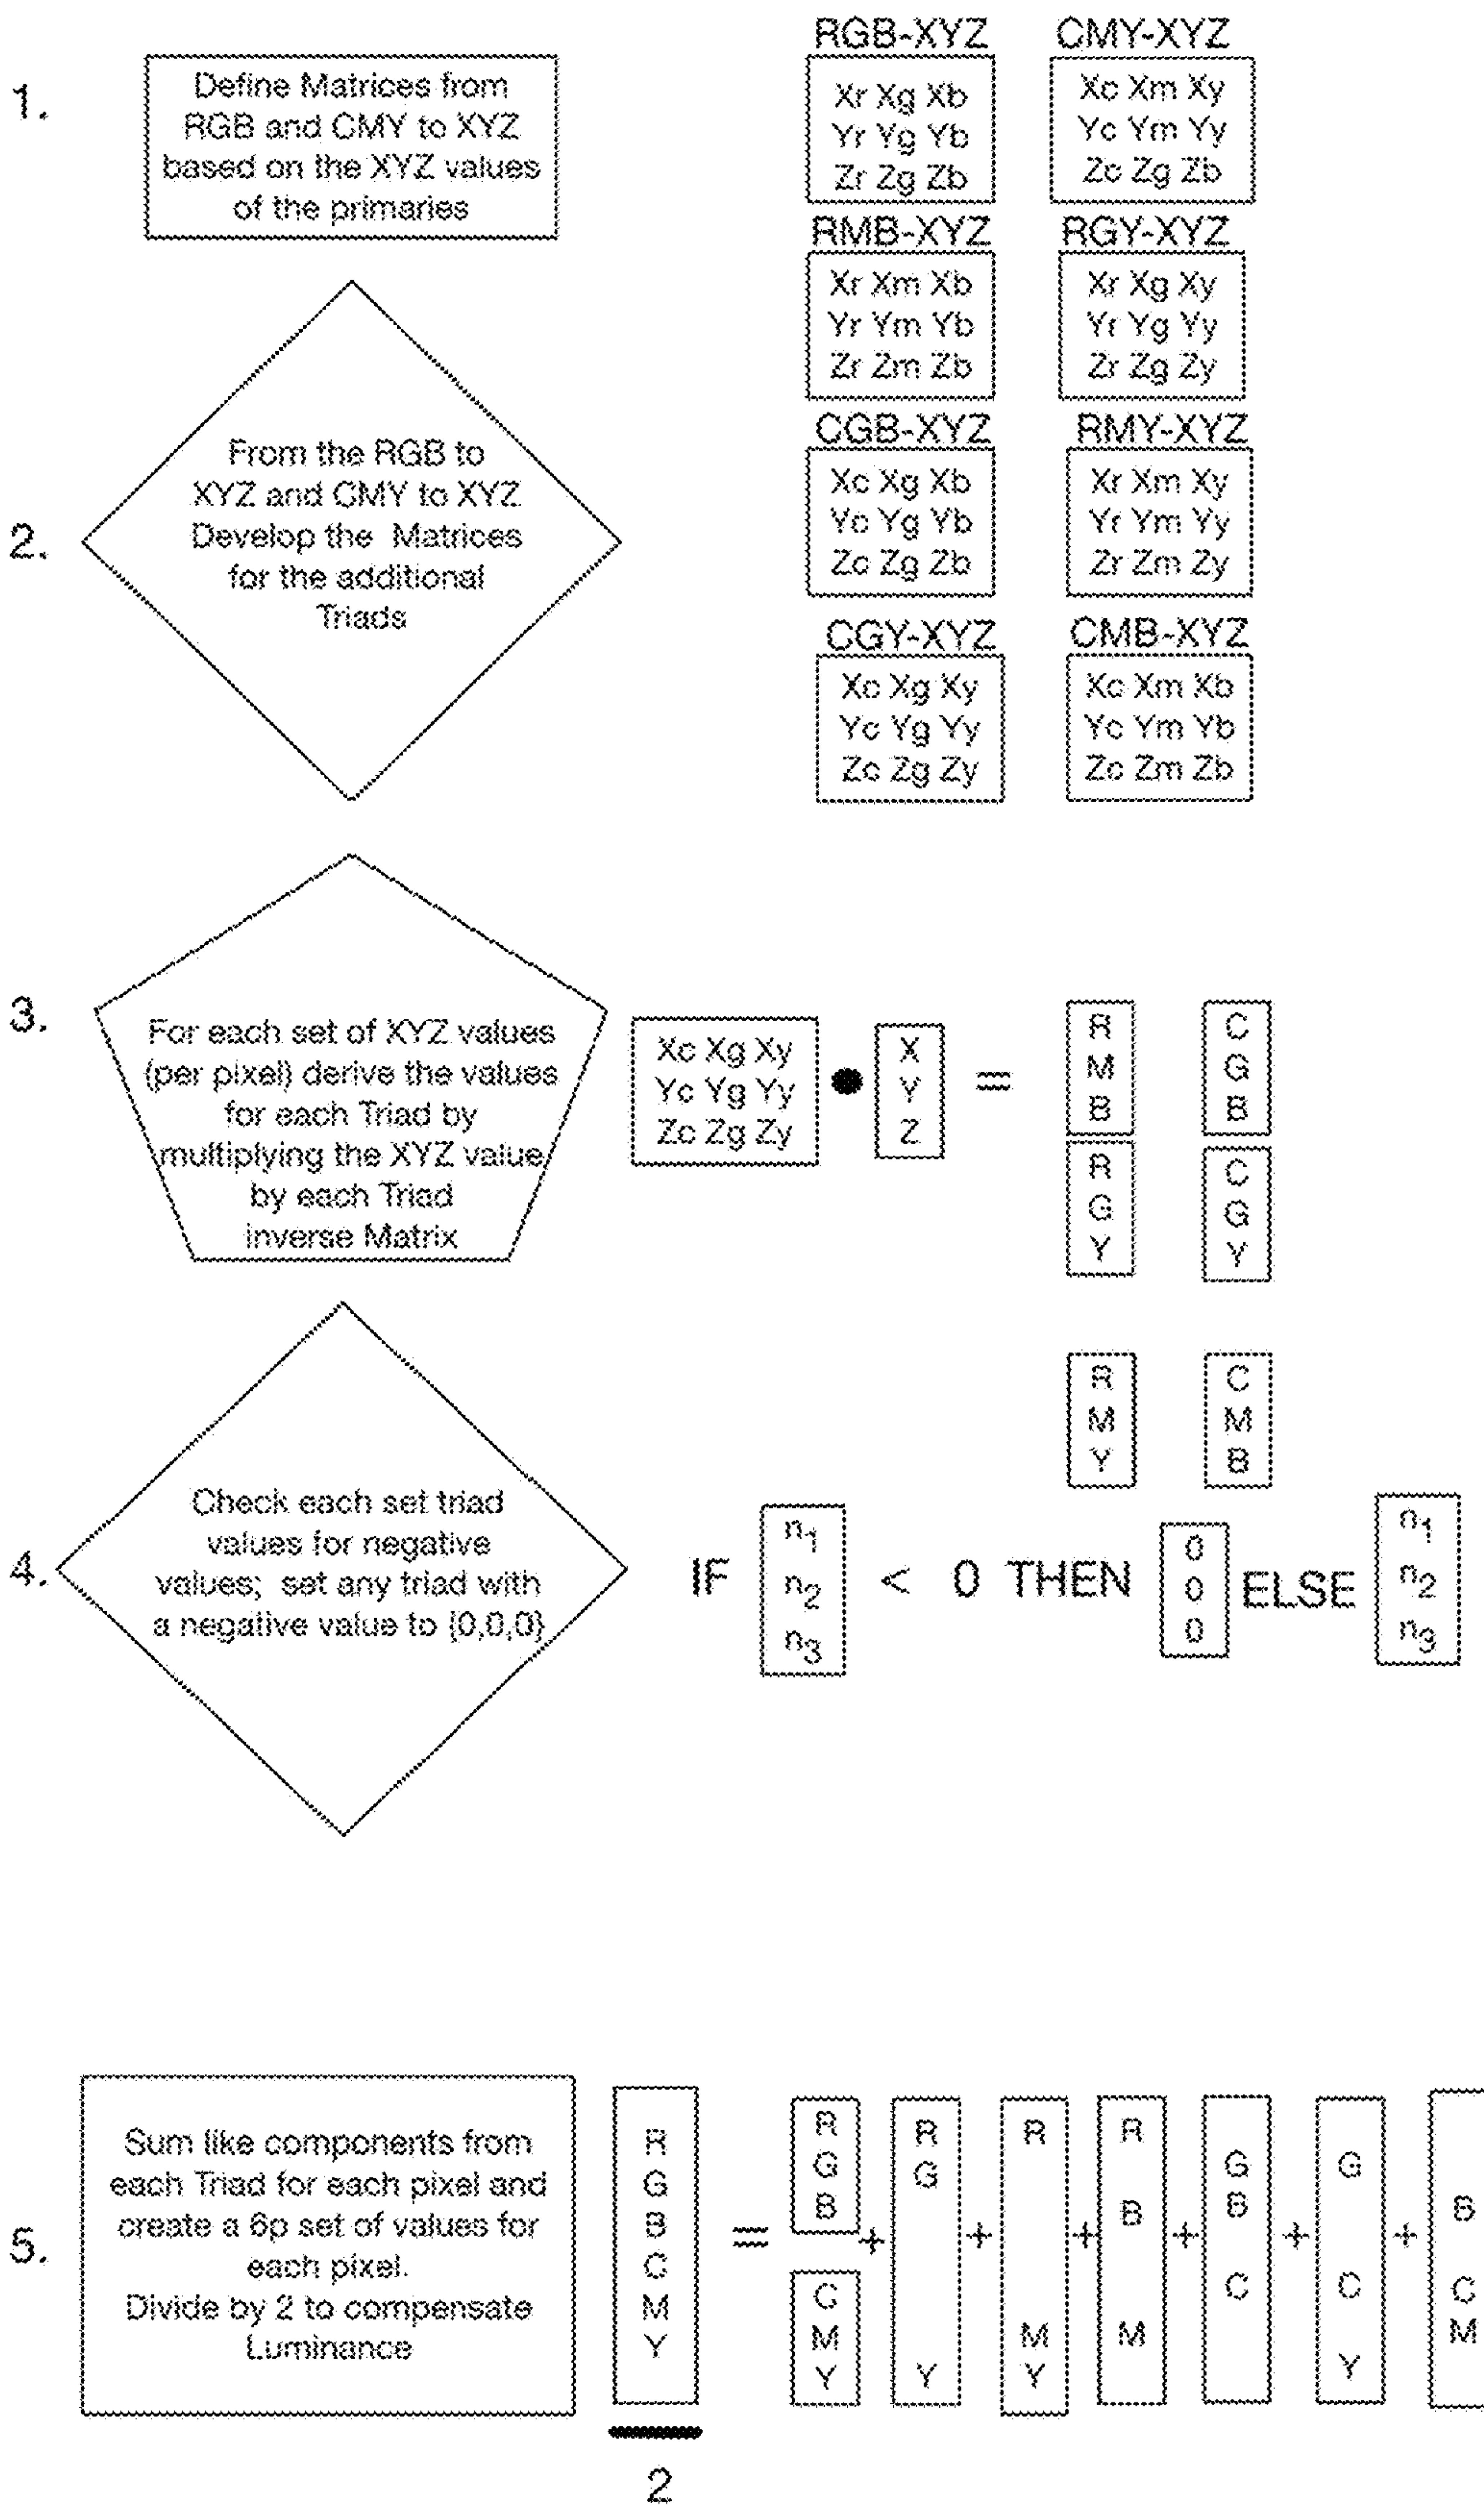 1.
Define Matrices from
RGB and CMY to XYZ
based on the XYZ values
of the primaries
RGB-XYZ
Xr Xg Xb
Yr Yg Yb
Zr Zg Zb
CMY-XYZ
Xc Xm Xy
Yc Ym Yy
Zc Zg Zb
RMB-XYZ
Xr Xm Xb
Yr Ym Yb
Zr Zm Zb
RGY-XYZ
Xr Xg Xy
Yr Yg Yy
Zr Zg Zy
2.
From the RGB to
XYZ and CMY to XYZ
Develop the Matrices
for the additional
Triads
CGB-XYZ
Xc Xg Xb
Yc Yg Yb
Zc Zg Zb
RMY-XYZ
Xr Xm Xy
Yr Ym Yy
Zr Zm Zy
CGY-XYZ
Xc Xg Xy
Yc Yg Yy
Zc Zg Zy
CMB-XYZ
Xc Xm Xb
Yc Ym Yb
Zc Zm Zb
3.
For each set of XYZ values
(per pixel) derive the values
for each Triad by
multiplying the XYZ value
by each Triad
inverse Matrix
Xc Xg Xy
Yc Yg Yy
Zc Zg Zy
X
Y
Z
=
R
M
B
C
G
B
R
G
Y
C
G
Y
R
M
Y
C
M
B
4.
Check each set triad
values for negative
values; set any triad with
a negative value to {0,0,0}
IF
n1
n2
n3
< 0 THEN
0
0
0
ELSE
n1
n2
n3
5.
Sum like components from
each Triad for each pixel and
create a 6p set of values for
each pixel.
Divide by 2 to compensate
Luminance
R
G
B
C
M
Y
2
=
R
G
B
C
M
Y
+
R
G
Y
+
R
M
Y
+
R
B
M
+
G
B
C
+
G
C
Y
+
B
C
M